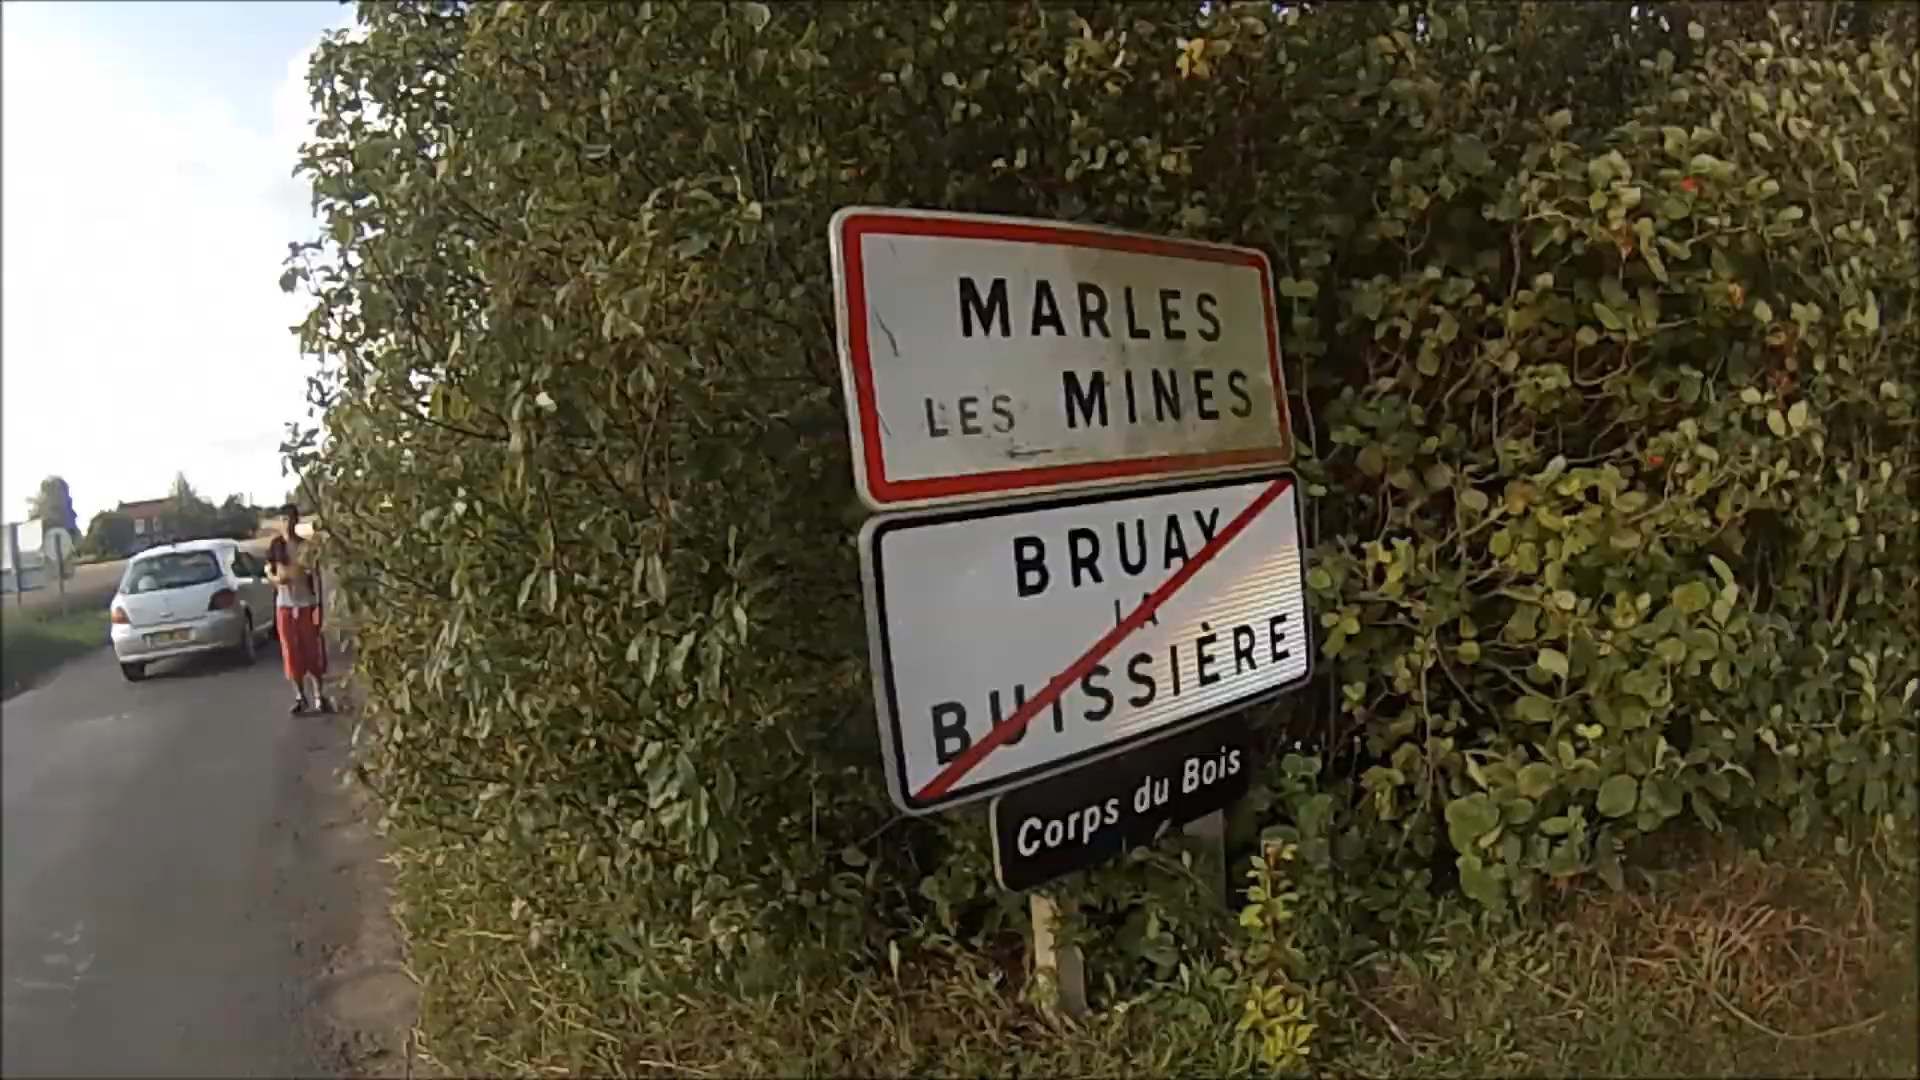 MARLES
LES MINES
BRUAY
LA
BUISSIÈRE
Corps du Bois